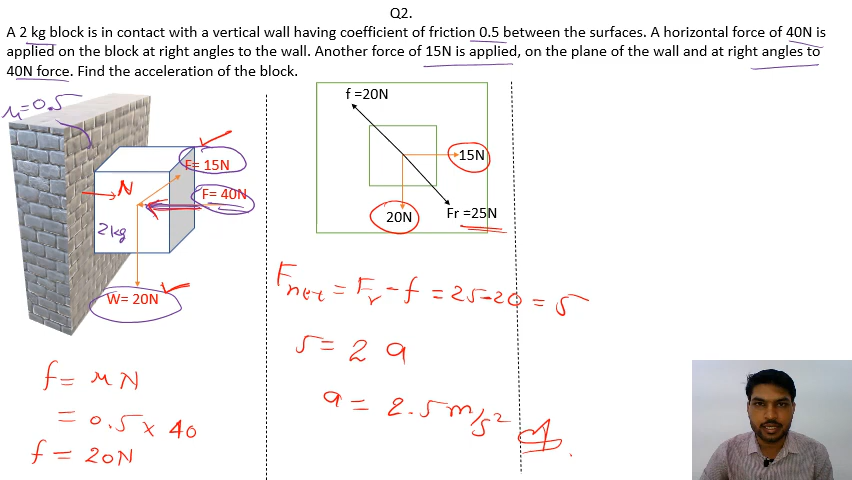 Q2.
A 2 kg block is in contact with a vertical wall having coefficient of friction 0.5 between the surfaces. A horizontal force of 40N is
applied on the block at right angles to the wall. Another force of 15N is applied, on the plane of the wall and at right angles to
40N force. Find the acceleration of the block.
μ=0.5
F= 15N
N
F= 40N
2kg
W= 20N
f = μN
= 0.5 × 40
f = 20N
f =20N
15N
20N
Fr =25N
Fnet = Fr - f = 25-20 = 5
5 = 2 a
a = 2.5 m/s²